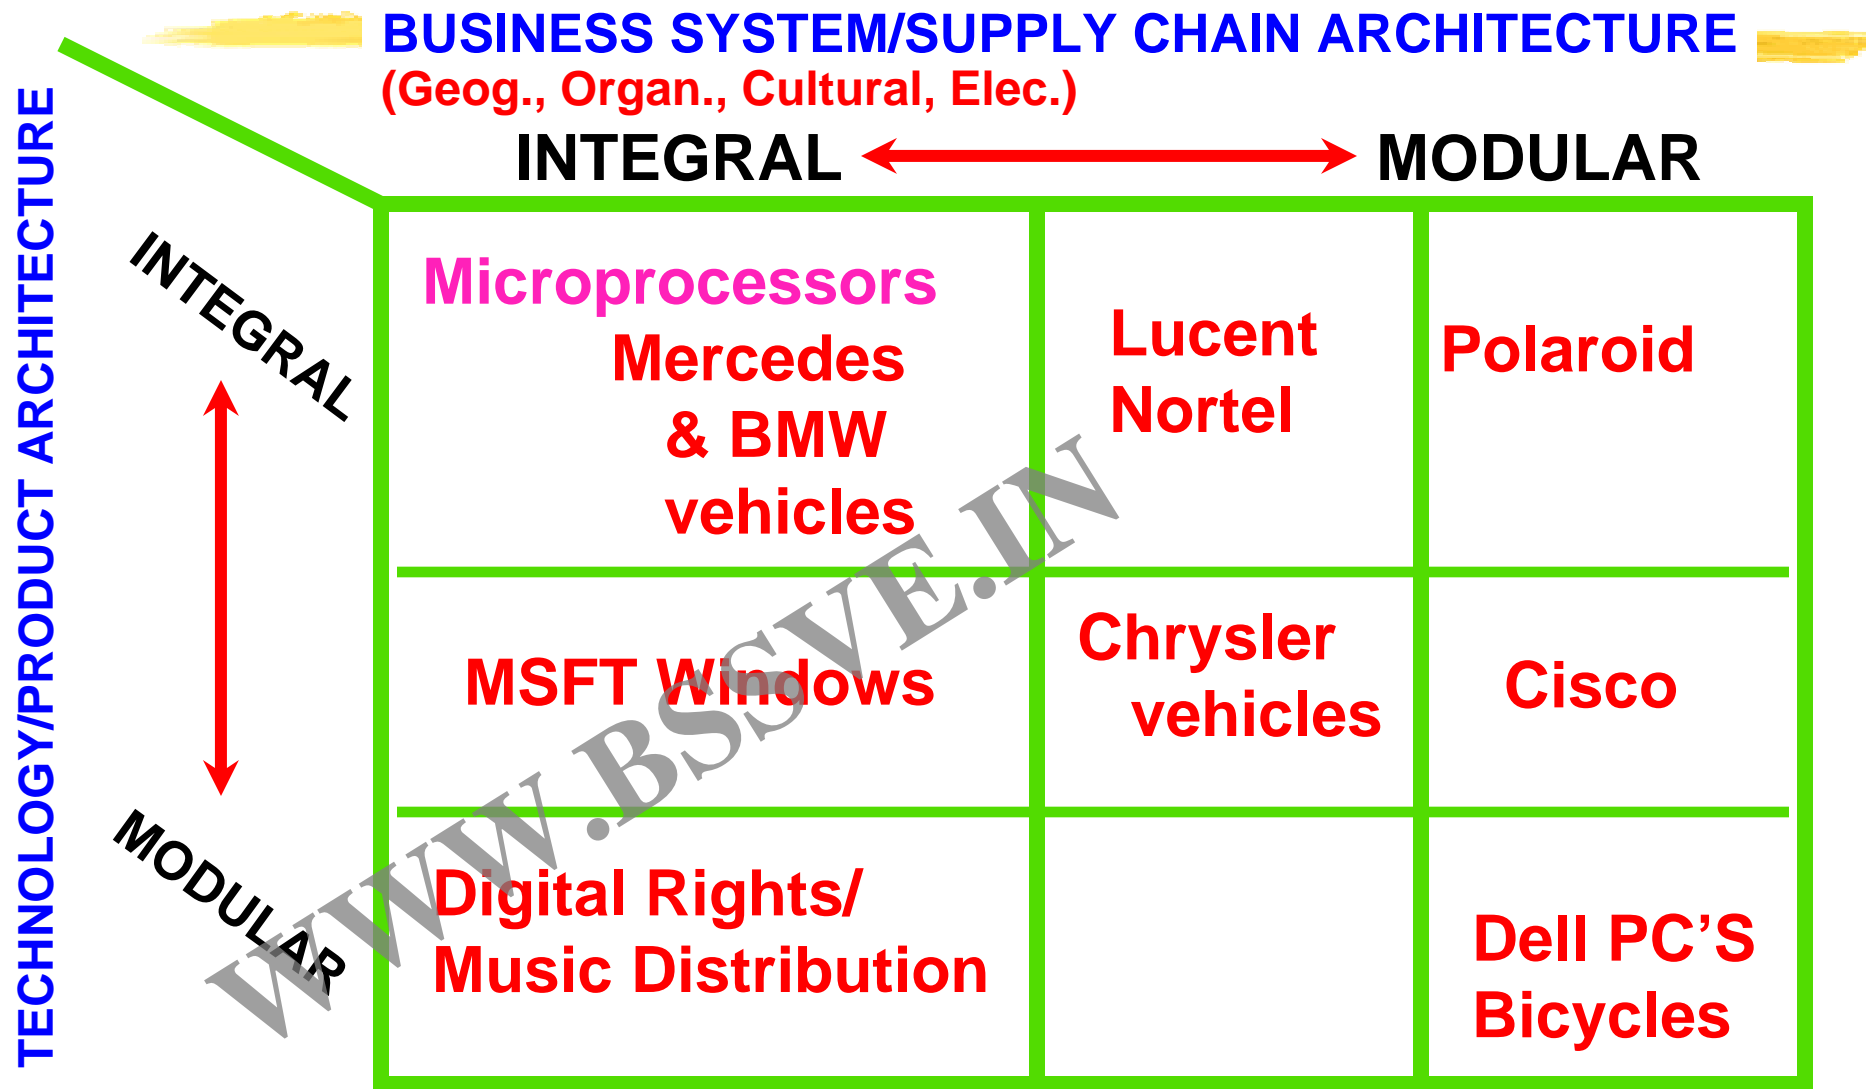 BUSINESS SYSTEM/SUPPLY CHAIN ARCHITECTURE
(Geog., Organ., Cultural, Elec.)
INTEGRAL
MODULAR
TECHNOLOGY/PRODUCT ARCHITECTURE
INTEGRAL
MODULAR
Microprocessors
Mercedes
& BMW
vehicles
Lucent
Nortel
Polaroid
MSFT Windows
Chrysler
vehicles
Cisco
Digital Rights/
Music Distribution
Dell PC’S
Bicycles
WWW.BSSVE.IN